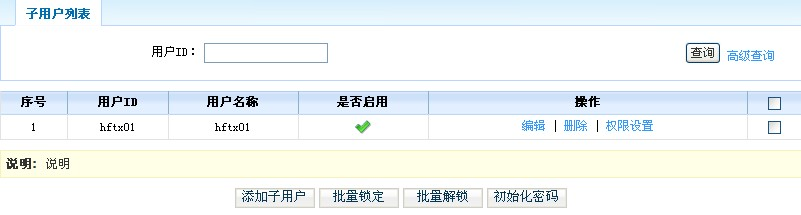 子用户列表
用户ID： 查询 高级查询
序号 用户ID 用户名称 是否启用 操作
1 hftx01 hftx01 编辑 | 删除 | 权限设置
说明： 说明
添加子用户 批量锁定 批量解锁 初始化密码